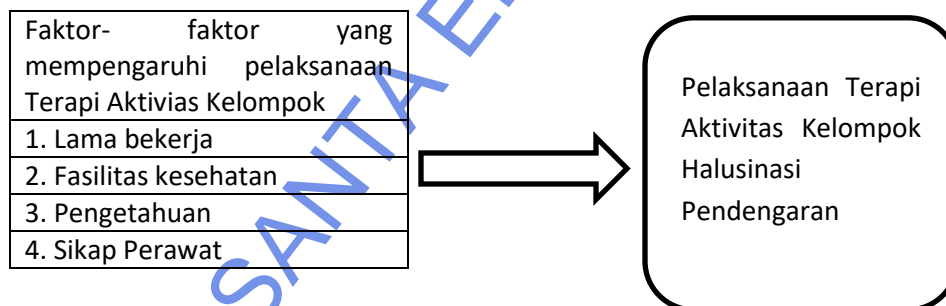 Faktor- faktor yang
mempengaruhi pelaksanaan
Terapi Aktivias Kelompok
1. Lama bekerja
2. Fasilitas kesehatan
3. Pengetahuan
4. Sikap Perawat
Pelaksanaan Terapi
Aktivitas Kelompok
Halusinasi
Pendengaran
SANTA